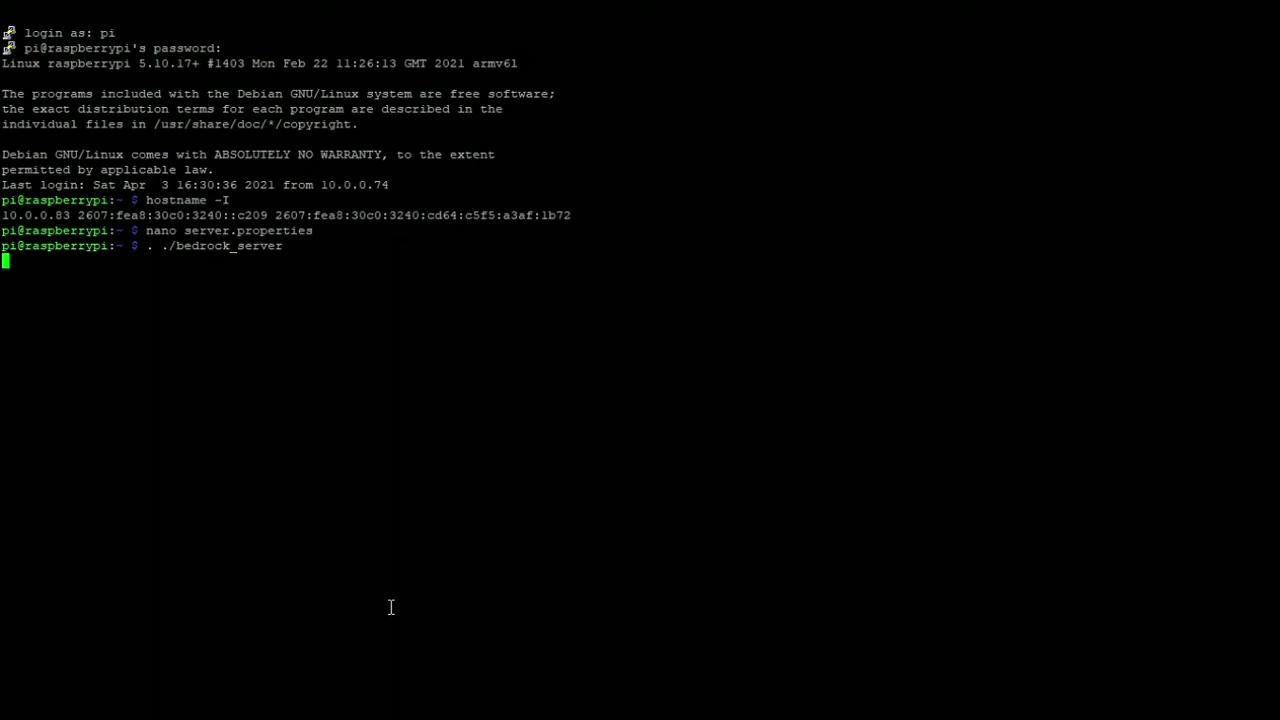 login as: pi
pi@raspberrypi's password:
Linux raspberrypi 5.10.17+ #1403 Mon Feb 22 11:26:13 GMT 2021 armv6l
The programs included with the Debian GNU/Linux system are free software;
the exact distribution terms for each program are described in the
individual files in /usr/share/doc/*/copyright.
Debian GNU/Linux comes with ABSOLUTELY NO WARRANTY, to the extent
permitted by applicable law.
Last login: Sat Apr  3 16:30:36 2021 from 10.0.0.74
pi@raspberrypi:~ $ hostname -I
10.0.0.83 2607:fea8:30c0:3240::c209 2607:fea8:30c0:3240:cd64:c5f5:a3af:1b72
pi@raspberrypi:~ $ nano server.properties
pi@raspberrypi:~ $ . ./bedrock_server